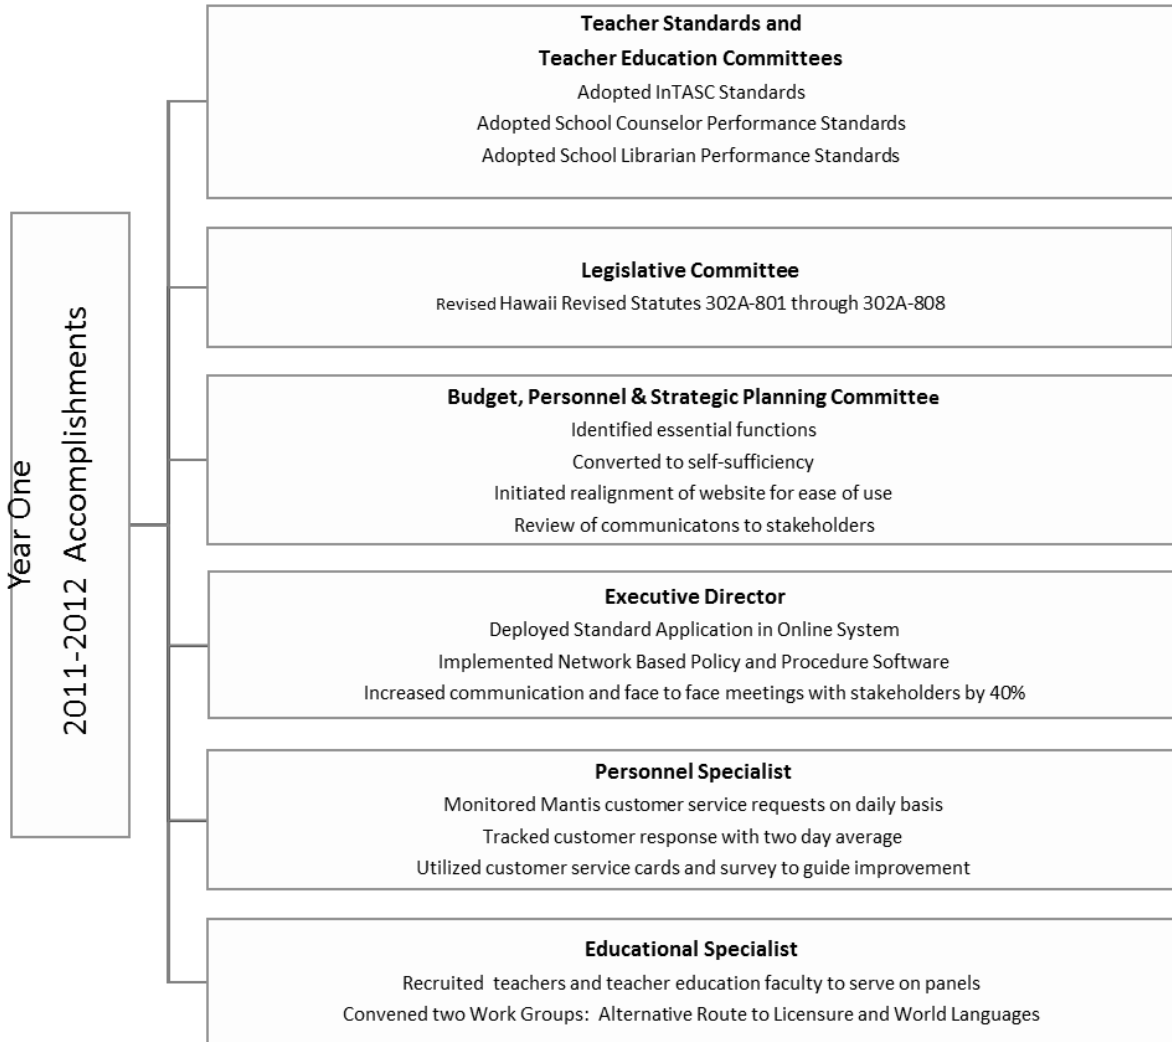 Year One
2011-2012 Accomplishments
Teacher Standards and
Teacher Education Committees
Adopted InTASC Standards
Adopted School Counselor Performance Standards
Adopted School Librarian Performance Standards
Legislative Committee
Revised Hawaii Revised Statutes 302A-801 through 302A-808
Budget, Personnel & Strategic Planning Committee
Identified essential functions
Converted to self-sufficiency
Initiated realignment of website for ease of use
Review of communicatons to stakeholders
Executive Director
Deployed Standard Application in Online System
Implemented Network Based Policy and Procedure Software
Increased communication and face to face meetings with stakeholders by 40%
Personnel Specialist
Monitored Mantis customer service requests on daily basis
Tracked customer response with two day average
Utilized customer service cards and survey to guide improvement
Educational Specialist
Recruited teachers and teacher education faculty to serve on panels
Convened two Work Groups: Alternative Route to Licensure and World Languages